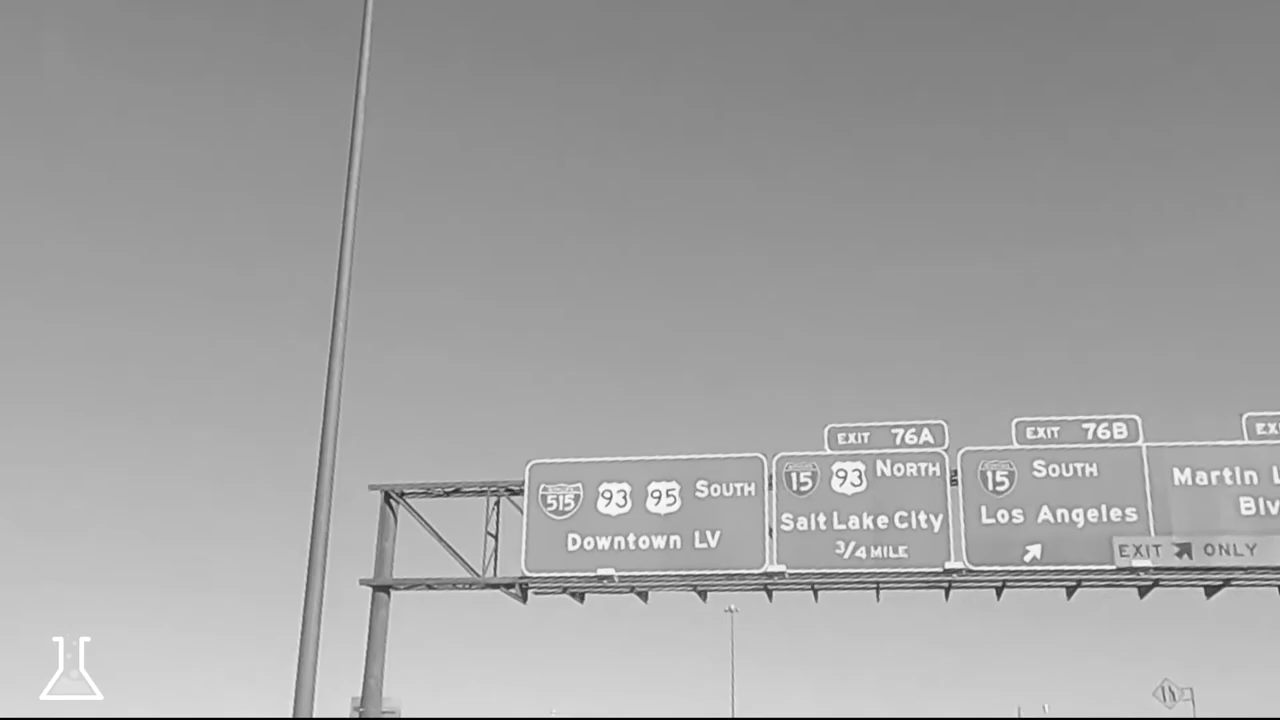 515 93 95 SOUTH
Downtown LV
EXIT 76A
15 93 NORTH
Salt Lake City
3/4 MILE
EXIT 76B
15 SOUTH
Los Angeles
Martin
EXIT ONLY